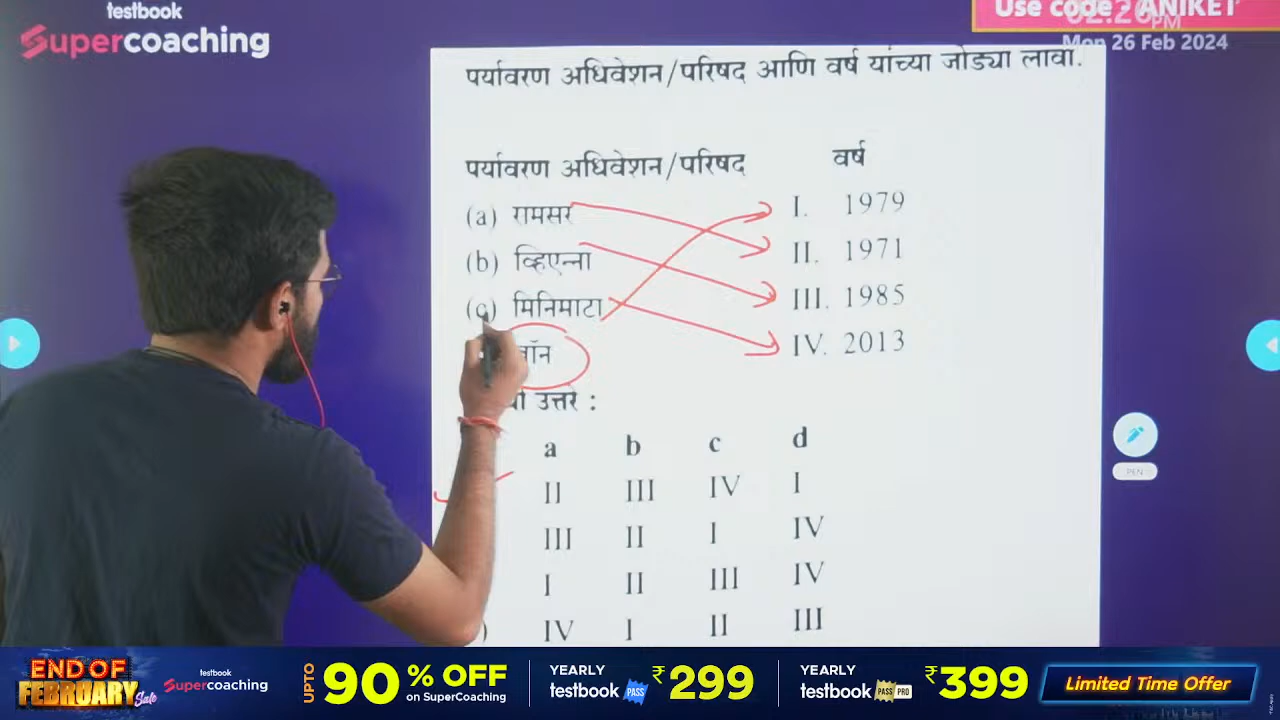 testbook
Supercoaching
Use code - ANIKET
Mon 26 Feb 2024
पर्यावरण अधिवेशन/परिषद आणि वर्ष यांच्या जोड्या लावा.
पर्यावरण अधिवेशन/परिषद वर्ष
(a) रामसर I. 1979
(b) व्हिएन्ना II. 1971
(c) मिनिमाटा III. 1985
IV. 2013
उत्तरे :
a b c d
II III IV I
III II I IV
I II III IV
) IV I II III
PEN
END OF FEBRUARY Sale
testbook Supercoaching
UPTO 90% OFF on SuperCoaching
YEARLY testbook PASS ₹299
YEARLY testbook PASS PRO ₹399
Limited Time Offer